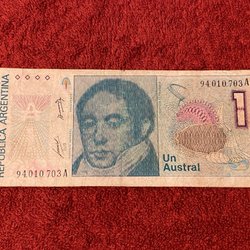 REPUBLICA ARGENTINA
94010703A
1
Un
Austral
94010703A